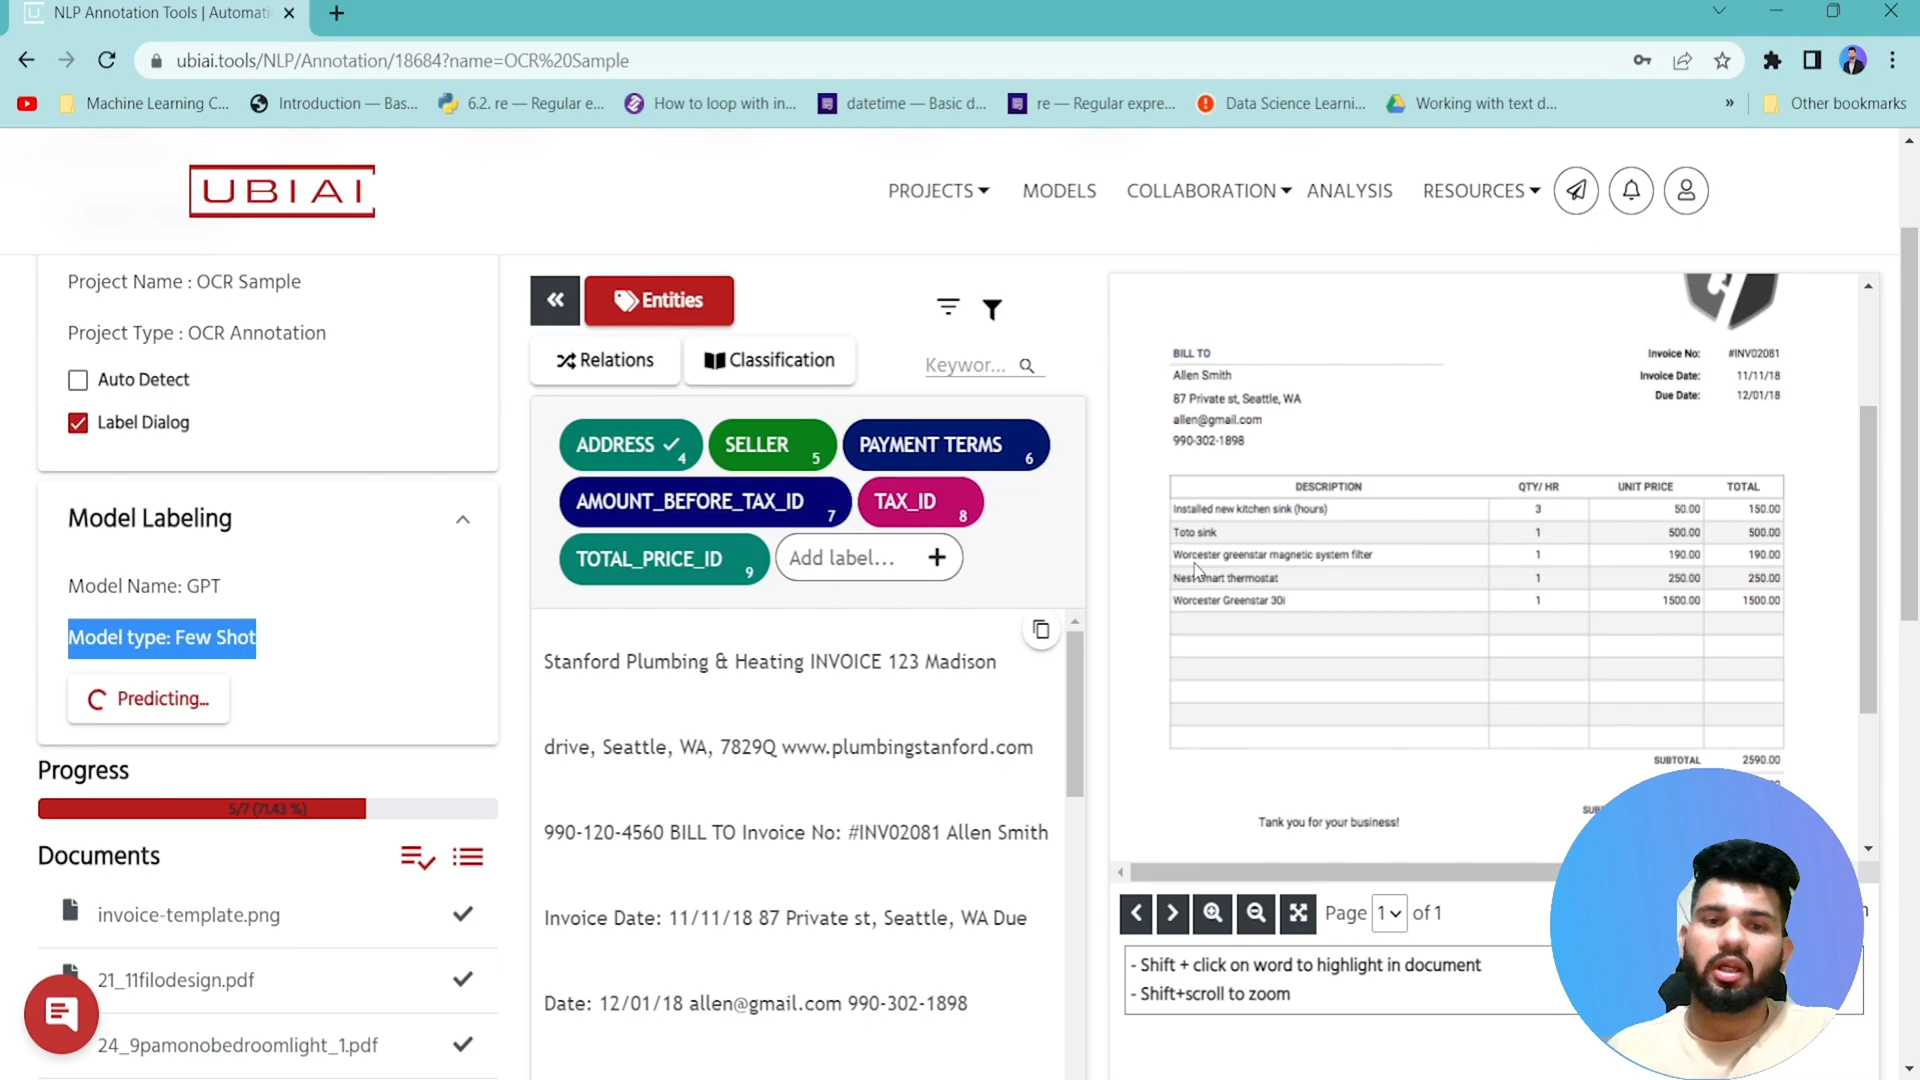 NLP Annotation Tools | Automati
ubiai.tools/NLP/Annotation/18684?name=OCR%20Sample
Machine Learning C...
Introduction — Bas...
6.2. re — Regular e...
How to loop with in...
datetime — Basic d...
re — Regular expre...
Data Science Learni...
Working with text d...
»
Other bookmarks
UBIAI
PROJECTS
MODELS
COLLABORATION
ANALYSIS
RESOURCES
Project Name : OCR Sample
Project Type : OCR Annotation
Auto Detect
Label Dialog
Model Labeling
Model Name: GPT
Model type: Few Shot
Predicting...
Progress
5/7 (71.43 %)
Documents
invoice-template.png
21_11filodesign.pdf
24_9pamonobedroomlight_1.pdf
«
Entities
Relations
Classification
Keywor...
ADDRESS 4
SELLER 5
PAYMENT TERMS 6
AMOUNT_BEFORE_TAX_ID 7
TAX_ID 8
TOTAL_PRICE_ID 9
Add label... +
Stanford Plumbing & Heating INVOICE 123 Madison
drive, Seattle, WA, 7829Q www.plumbingstanford.com
990-120-4560 BILL TO Invoice No: #INV02081 Allen Smith
Invoice Date: 11/11/18 87 Private st, Seattle, WA Due
Date: 12/01/18 allen@gmail.com 990-302-1898
BILL TO
Allen Smith
87 Private st, Seattle, WA
allen@gmail.com
990-302-1898
Invoice No: #INV02081
Invoice Date: 11/11/18
Due Date: 12/01/18
DESCRIPTION QTY/ HR UNIT PRICE TOTAL
Installed new kitchen sink (hours) 3 50.00 150.00
Toto sink 1 500.00 500.00
Worcester greenstar magnetic system filter 1 190.00 190.00
Nest smart thermostat 1 250.00 250.00
Worcester Greenstar 30i 1 1500.00 1500.00
SUBTOTAL 2590.00
Tank you for your business!
Page 1 of 1
- Shift + click on word to highlight in document
- Shift+scroll to zoom